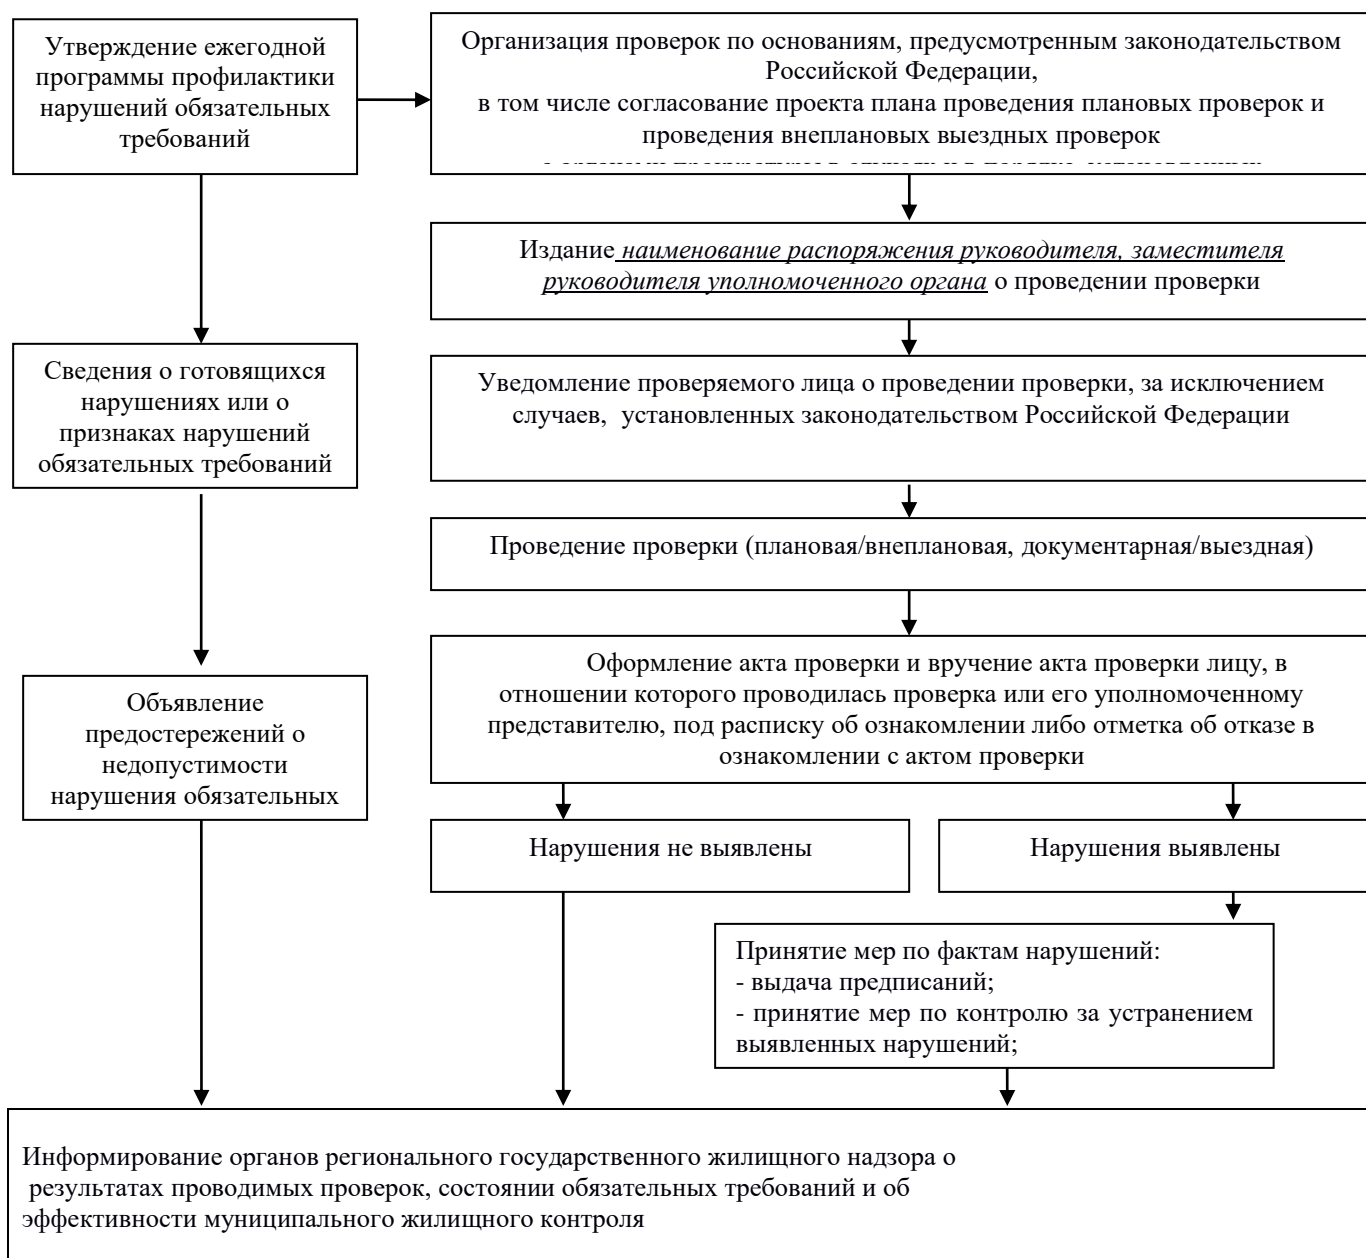 Утверждение ежегодной
программы профилактики
нарушений обязательных
требований
Организация проверок по основаниям, предусмотренным законодательством
Российской Федерации,
в том числе согласование проекта плана проведения плановых проверок и
проведения внеплановых выездных проверок
Издание наименование распоряжения руководителя, заместителя
руководителя уполномоченного органа о проведении проверки
Сведения о готовящихся
нарушениях или о
признаках нарушений
обязательных требований
Уведомление проверяемого лица о проведении проверки, за исключением
случаев, установленных законодательством Российской Федерации
Проведение проверки (плановая/внеплановая, документарная/выездная)
Оформление акта проверки и вручение акта проверки лицу, в
отношении которого проводилась проверка или его уполномоченному
представителю, под расписку об ознакомлении либо отметка об отказе в
ознакомлении с актом проверки
Объявление
предостережений о
недопустимости
нарушения обязательных
Нарушения не выявлены
Нарушения выявлены
Принятие мер по фактам нарушений:
- выдача предписаний;
- принятие мер по контролю за устранением
выявленных нарушений;
Информирование органов регионального государственного жилищного надзора о
результатах проводимых проверок, состоянии обязательных требований и об
эффективности муниципального жилищного контроля